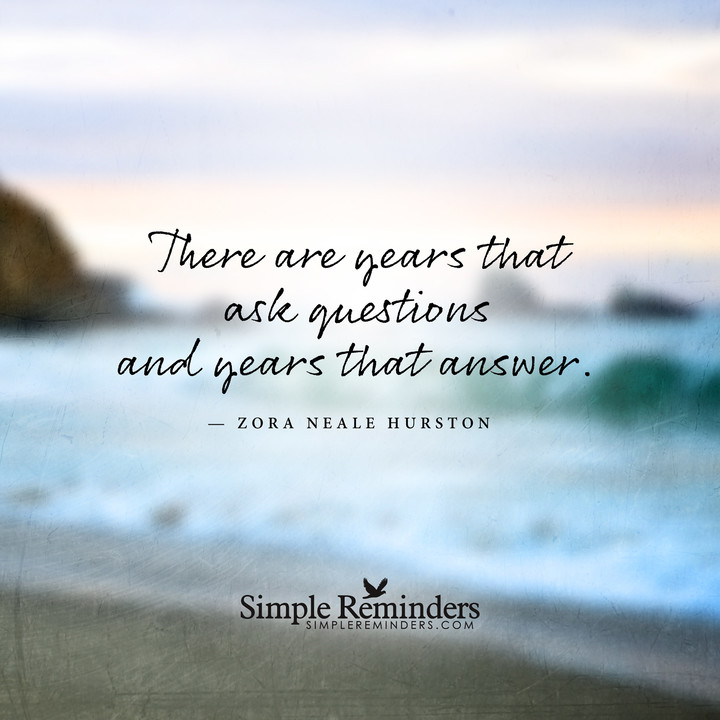 There are years that
ask questions
and years that answer.
— ZORA NEALE HURSTON
Simple Reminders
SIMPLEREMINDERS.COM